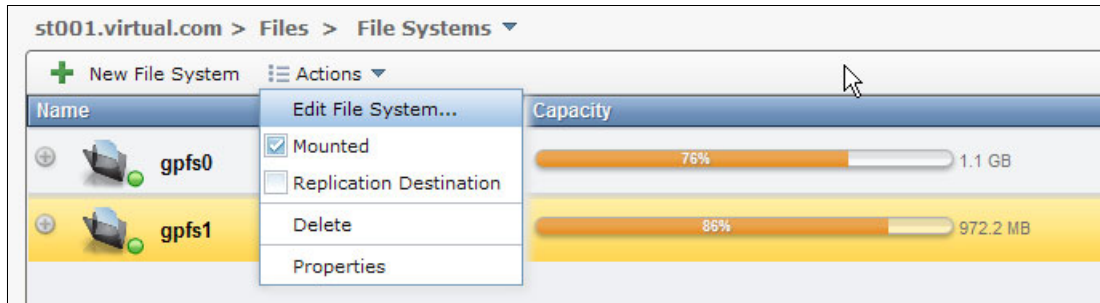 st001.virtual.com > Files > File Systems
New File System Actions
Name Capacity
Edit File System...
Mounted
Replication Destination
Delete
Properties
gpfs0 76% 1.1 GB
gpfs1 86% 972.2 MB